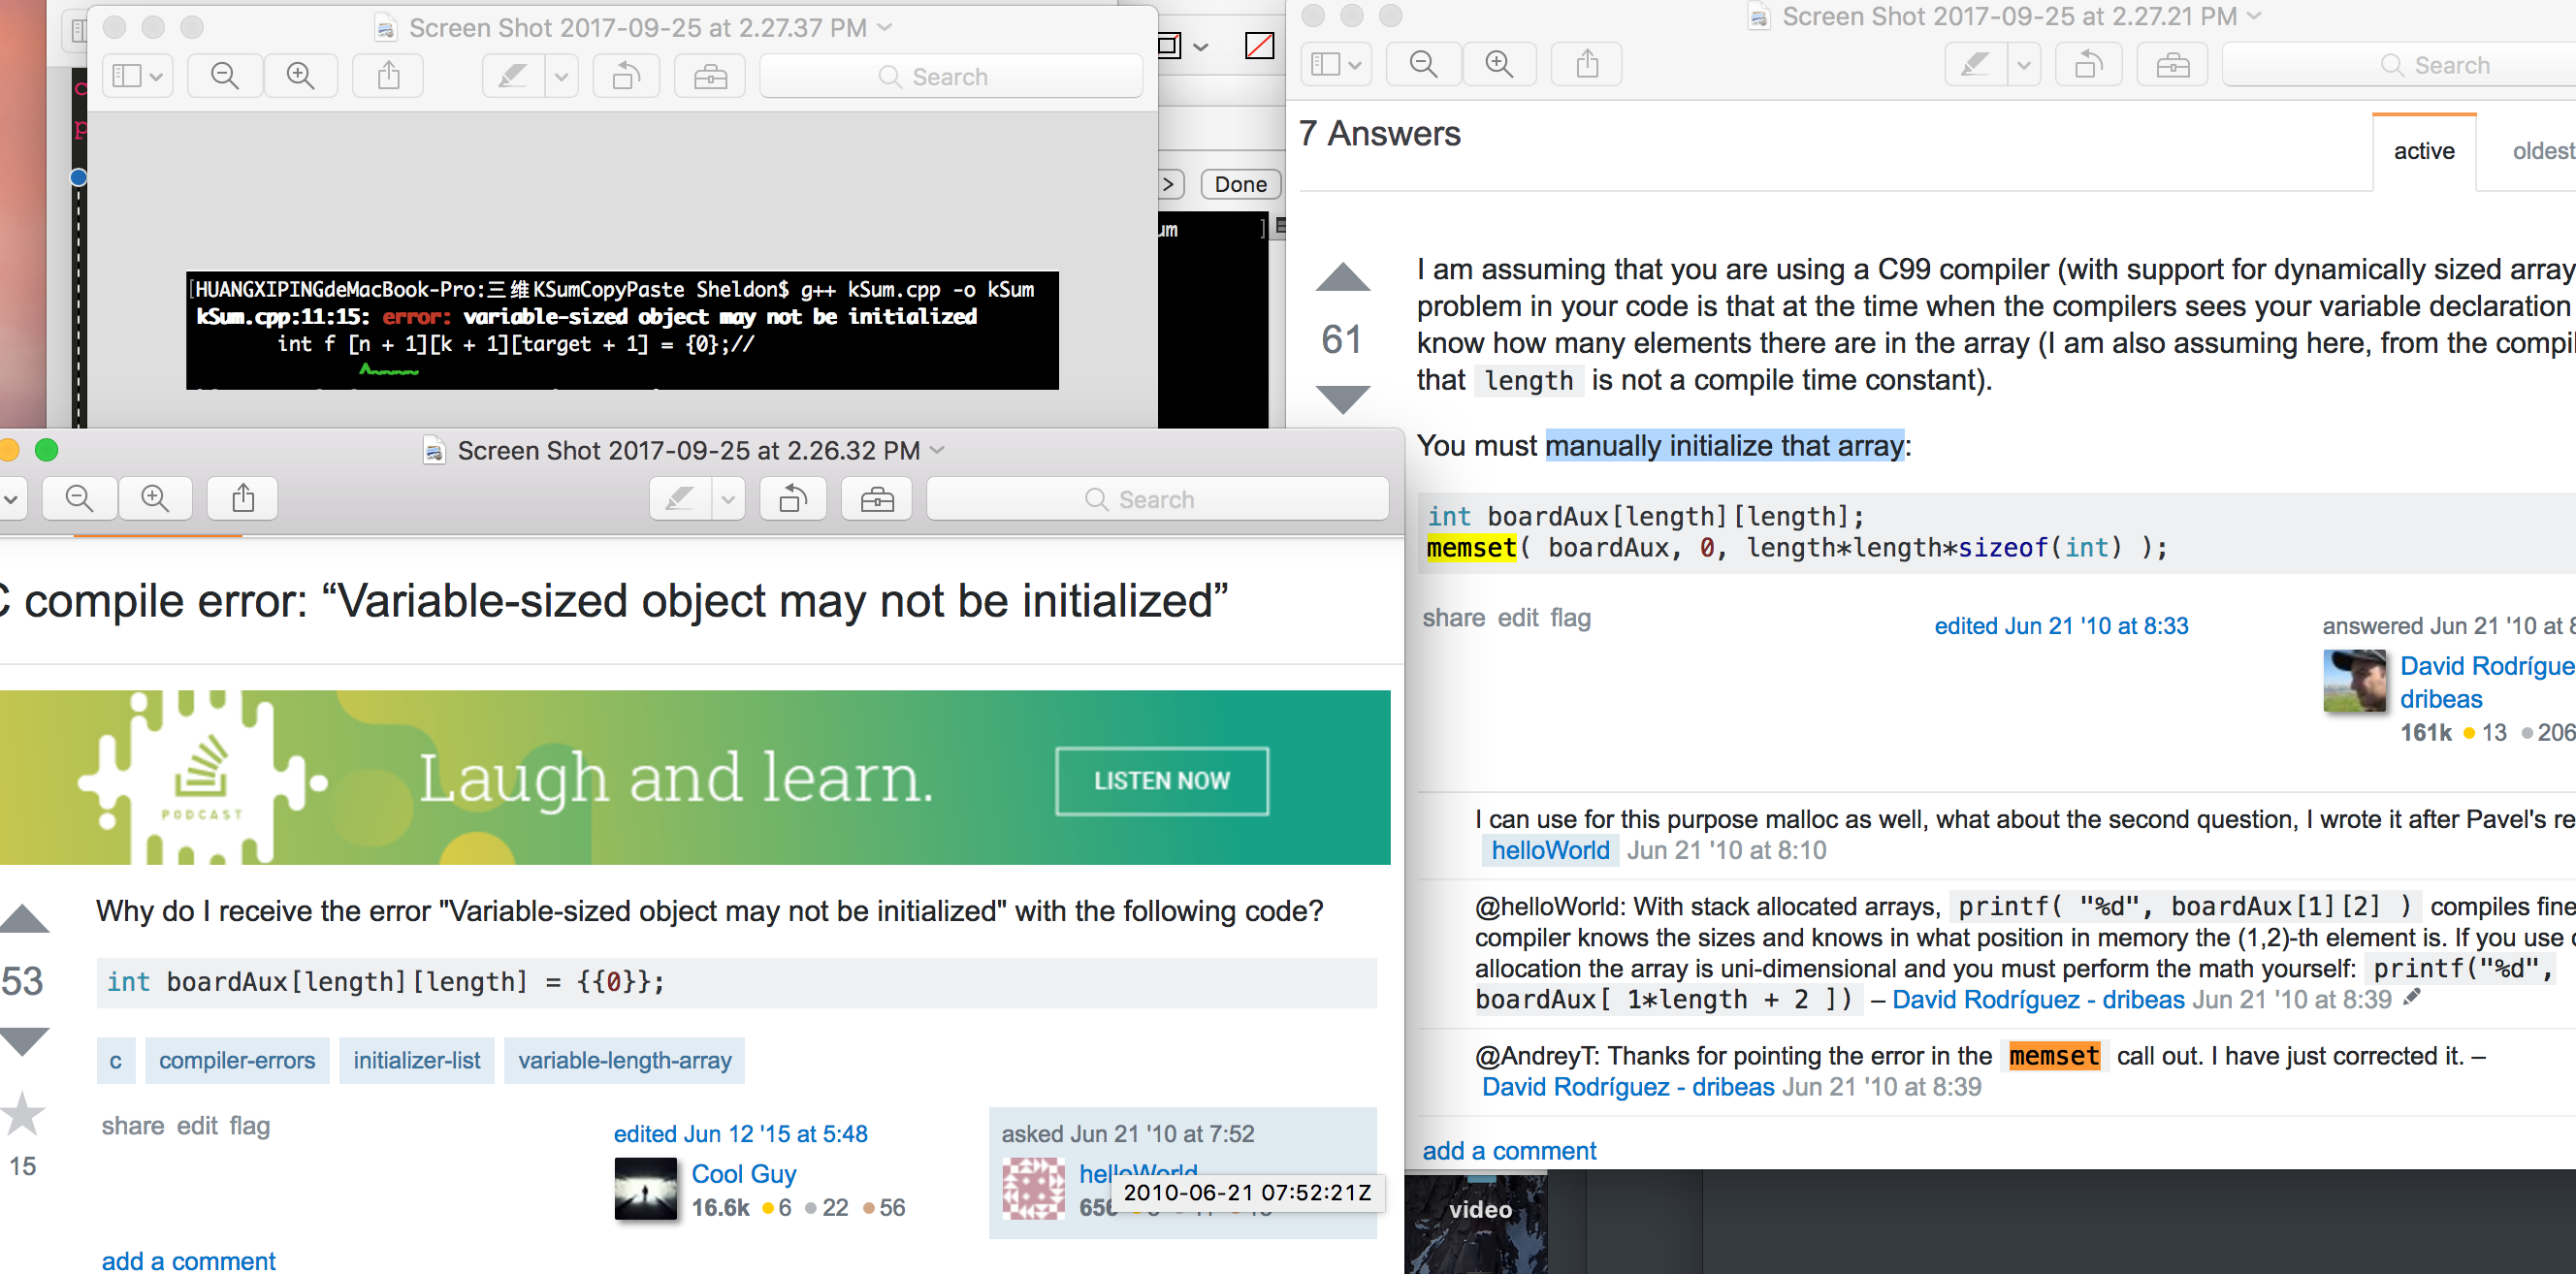 Screen Shot 2017-09-25 at 2.27.37 PM
Search
[HUANGXIPINGdeMacBook-Pro:三维KSumCopyPaste Sheldon$ g++ kSum.cpp -o kSum
kSum.cpp:11:15: error: variable-sized object may not be initialized
int f [n + 1][k + 1][target + 1] = {0};//
^~~~~~
c
p
Done
um ]
Screen Shot 2017-09-25 at 2.27.21 PM
Search
7 Answers
active oldest
I am assuming that you are using a C99 compiler (with support for dynamically sized array
problem in your code is that at the time when the compilers sees your variable declaration
know how many elements there are in the array (I am also assuming here, from the compil
that length is not a compile time constant).
61
You must manually initialize that array:
int boardAux[length][length];
memset( boardAux, 0, length*length*sizeof(int) );
share edit flag
edited Jun 21 '10 at 8:33
answered Jun 21 '10 at 8
David Rodrígue
dribeas
161k 13 206
I can use for this purpose malloc as well, what about the second question, I wrote it after Pavel's re
helloWorld Jun 21 '10 at 8:10
@helloWorld: With stack allocated arrays, printf( "%d", boardAux[1][2] ) compiles fine
compiler knows the sizes and knows in what position in memory the (1,2)-th element is. If you use
allocation the array is uni-dimensional and you must perform the math yourself: printf("%d",
boardAux[ 1*length + 2 ]) – David Rodríguez - dribeas Jun 21 '10 at 8:39
@AndreyT: Thanks for pointing the error in the memset call out. I have just corrected it. –
David Rodríguez - dribeas Jun 21 '10 at 8:39
add a comment
video
Screen Shot 2017-09-25 at 2.26.32 PM
Search
C compile error: “Variable-sized object may not be initialized”
PODCAST
Laugh and learn.
LISTEN NOW
Why do I receive the error "Variable-sized object may not be initialized" with the following code?
53
int boardAux[length][length] = {{0}};
c compiler-errors initializer-list variable-length-array
15
share edit flag
edited Jun 12 '15 at 5:48
Cool Guy
16.6k 6 22 56
asked Jun 21 '10 at 7:52
helloWorld
656
2010-06-21 07:52:21Z
add a comment